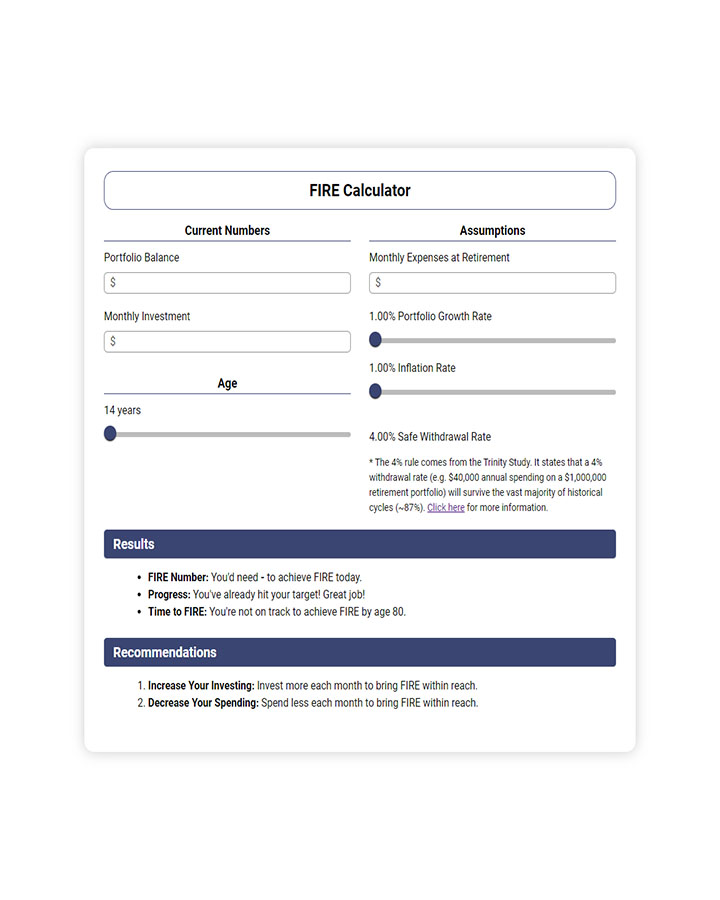 FIRE Calculator
Current Numbers
Portfolio Balance
$
Monthly Investment
$
Age
14 years
Assumptions
Monthly Expenses at Retirement
$
1.00% Portfolio Growth Rate
1.00% Inflation Rate
4.00% Safe Withdrawal Rate
* The 4% rule comes from the Trinity Study. It states that a 4%
withdrawal rate (e.g. $40,000 annual spending on a $1,000,000
retirement portfolio) will survive the vast majority of historical
cycles (~87%). Click here for more information.
Results
• FIRE Number: You'd need - to achieve FIRE today.
• Progress: You've already hit your target! Great job!
• Time to FIRE: You're not on track to achieve FIRE by age 80.
Recommendations
1. Increase Your Investing: Invest more each month to bring FIRE within reach.
2. Decrease Your Spending: Spend less each month to bring FIRE within reach.